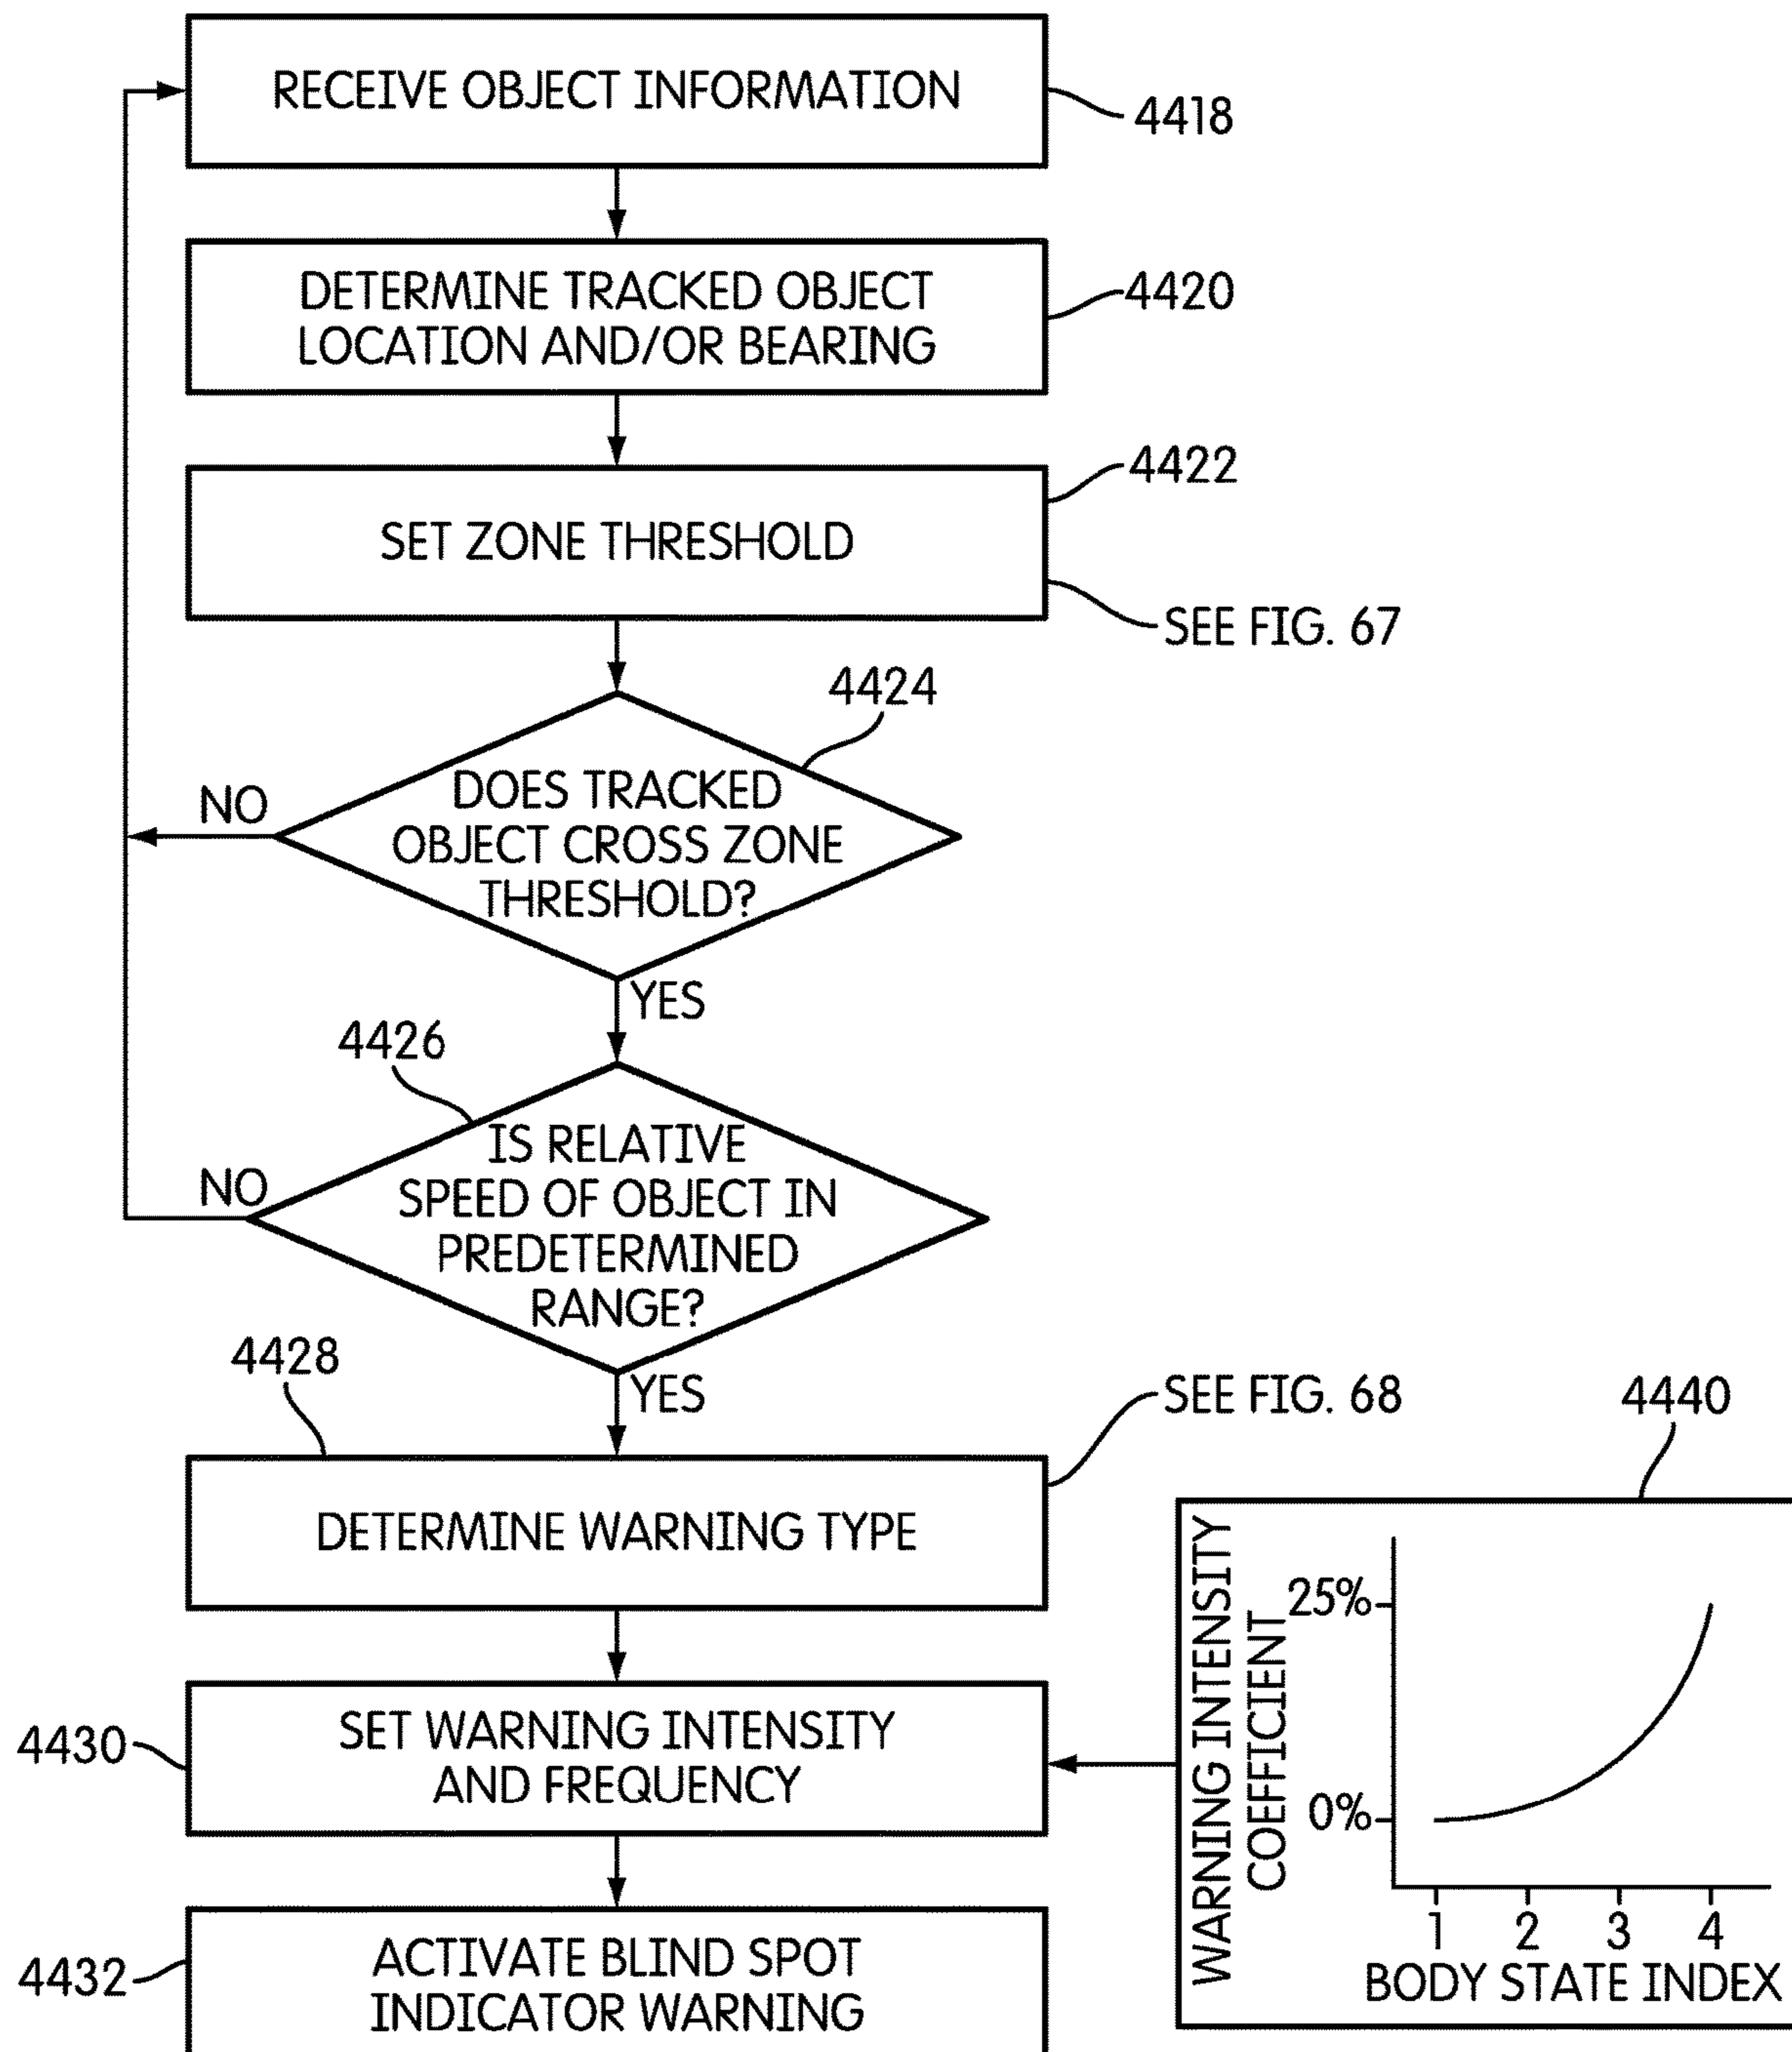 RECEIVE OBJECT INFORMATION
4418
DETERMINE TRACKED OBJECT
LOCATION AND/OR BEARING
4420
4422
SET ZONE THRESHOLD
SEE FIG. 67
4424
DOES TRACKED
OBJECT CROSS ZONE
THRESHOLD?
NO
YES
4426
IS RELATIVE
SPEED OF OBJECT IN
PREDETERMINED
RANGE?
NO
YES
4428
SEE FIG. 68
DETERMINE WARNING TYPE
4440
WARNING INTENSITY
COEFFICIENT
25%
0%
1 2 3 4
BODY STATE INDEX
4430
SET WARNING INTENSITY
AND FREQUENCY
4432
ACTIVATE BLIND SPOT
INDICATOR WARNING